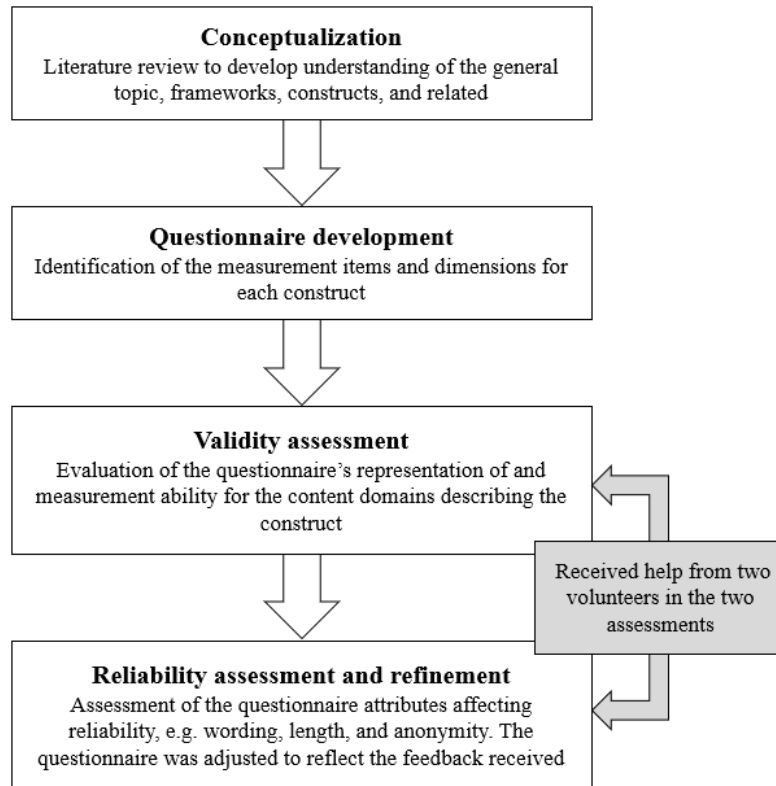 Conceptualization
Literature review to develop understanding of the general
topic, frameworks, constructs, and related
Questionnaire development
Identification of the measurement items and dimensions for
each construct
Validity assessment
Evaluation of the questionnaire’s representation of and
measurement ability for the content domains describing the
construct
Received help from two
volunteers in the two
assessments
Reliability assessment and refinement
Assessment of the questionnaire attributes affecting
reliability, e.g. wording, length, and anonymity. The
questionnaire was adjusted to reflect the feedback received